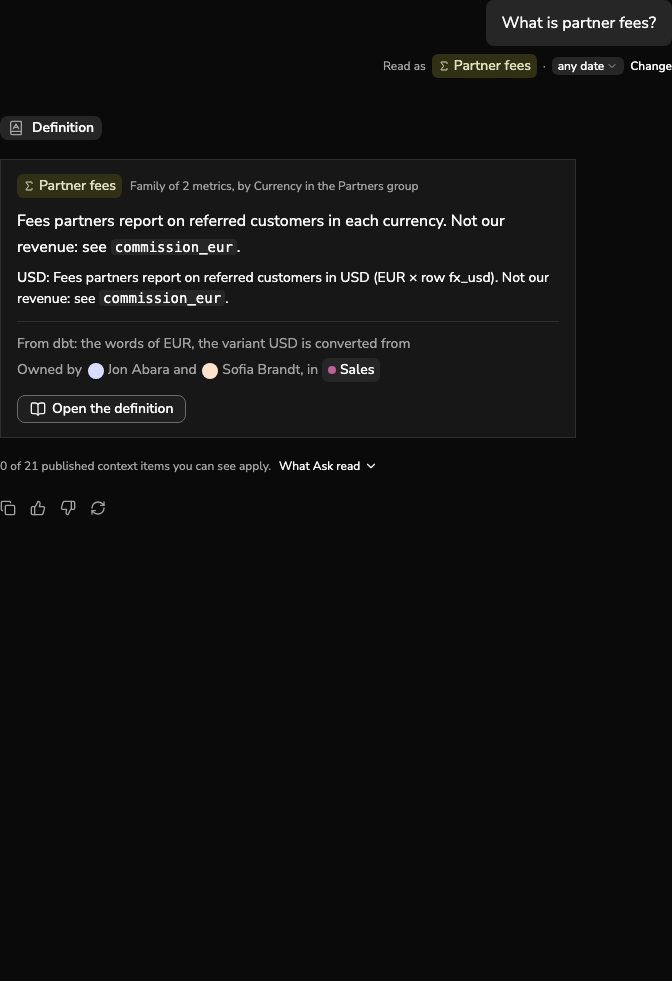 What is partner fees?
Read as Σ Partner fees · any date Change
Definition
Σ Partner fees Family of 2 metrics, by Currency in the Partners group
Fees partners report on referred customers in each currency. Not our
revenue: see commission_eur.
USD: Fees partners report on referred customers in USD (EUR × row fx_usd). Not our
revenue: see commission_eur.
From dbt: the words of EUR, the variant USD is converted from
Owned by Jon Abara and Sofia Brandt, in Sales
Open the definition
0 of 21 published context items you can see apply. What Ask read